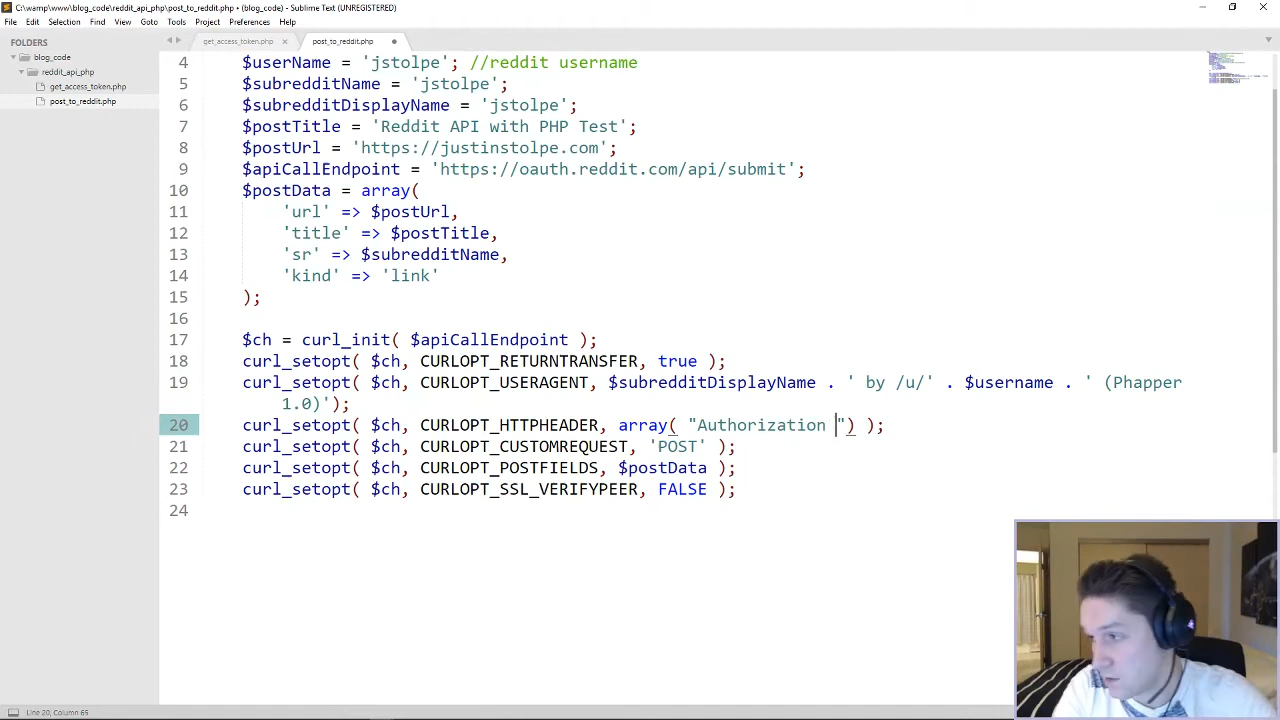 C:\wamp\www\blog_code\reddit_api_php\post_to_reddit.php • (blog_code) - Sublime Text (UNREGISTERED)
File Edit Selection Find View Goto Tools Project Preferences Help
FOLDERS
blog_code
reddit_api_php
get_access_token.php
post_to_reddit.php
get_access_token.php × post_to_reddit.php •
4 $userName = 'jstolpe'; //reddit username
5 $subredditName = 'jstolpe';
6 $subredditDisplayName = 'jstolpe';
7 $postTitle = 'Reddit API with PHP Test';
8 $postUrl = 'https://justinstolpe.com';
9 $apiCallEndpoint = 'https://oauth.reddit.com/api/submit';
10 $postData = array(
11 'url' => $postUrl,
12 'title' => $postTitle,
13 'sr' => $subredditName,
14 'kind' => 'link'
15 );
16
17 $ch = curl_init( $apiCallEndpoint );
18 curl_setopt( $ch, CURLOPT_RETURNTRANSFER, true );
19 curl_setopt( $ch, CURLOPT_USERAGENT, $subredditDisplayName . ' by /u/' . $username . ' (Phapper
1.0)');
20 curl_setopt( $ch, CURLOPT_HTTPHEADER, array( "Authorization ") );
21 curl_setopt( $ch, CURLOPT_CUSTOMREQUEST, 'POST' );
22 curl_setopt( $ch, CURLOPT_POSTFIELDS, $postData );
23 curl_setopt( $ch, CURLOPT_SSL_VERIFYPEER, FALSE );
24
Line 20, Column 65